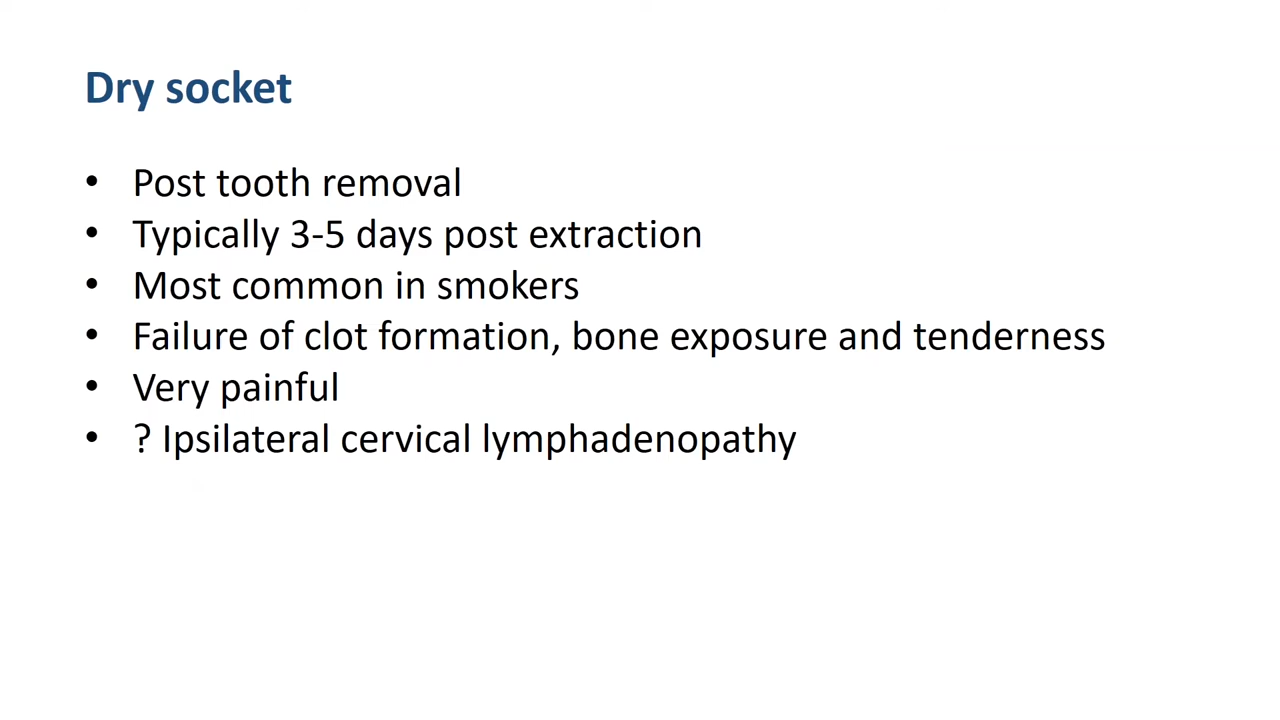 Dry socket
• Post tooth removal
• Typically 3-5 days post extraction
• Most common in smokers
• Failure of clot formation, bone exposure and tenderness
• Very painful
• ? Ipsilateral cervical lymphadenopathy